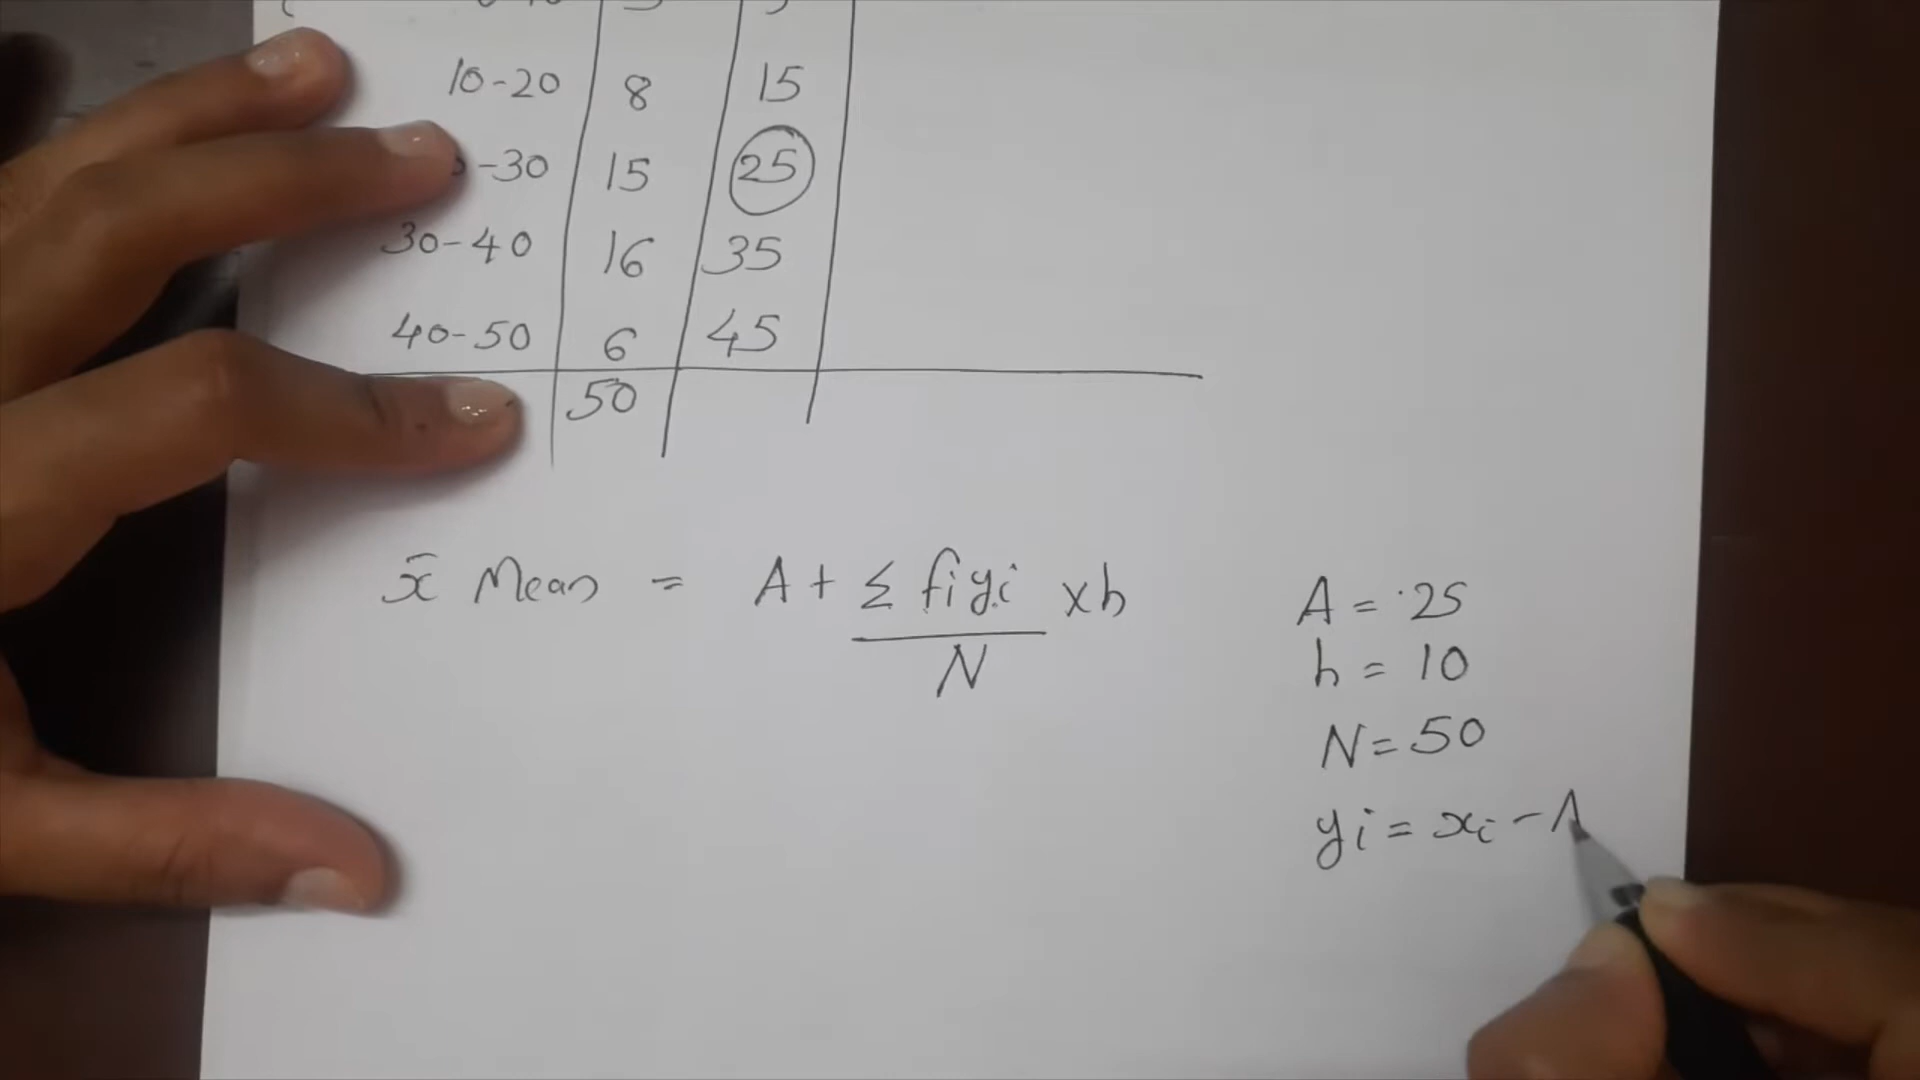 10-20 8 15
-30 15 25
30-40 16 35
40-50 6 45
50
x̄ Mean = A + Σ fiyi × h
N
A = 25
h = 10
N = 50
yi = xi - A